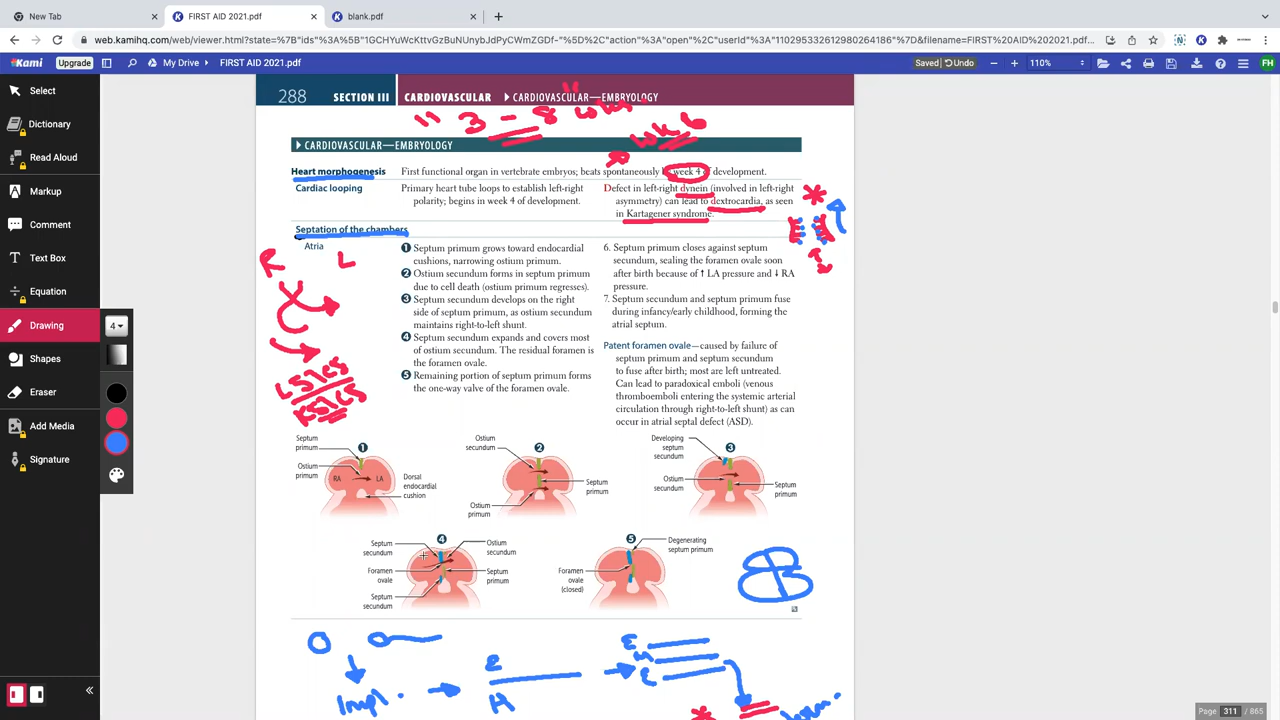 New Tab
FIRST AID 2021.pdf
blank.pdf
web.kamihq.com/web/viewer.html?state=%7B"ids"%3A%5B"1GCHYuWcKttvGzBuNUnybJdPyCWmZGDf-"%5D%2C"action"%3A"open"%2C"userId"%3A"110295332612980264186"%7D&filename=FIRST%20AID%202021.pdf...
Kami
Upgrade
My Drive
FIRST AID 2021.pdf
Saved
Undo
110%
FH
Select
Dictionary
Read Aloud
Markup
Comment
Text Box
Equation
Drawing
Shapes
Eraser
Add Media
Signature
4
288 SECTION III CARDIOVASCULAR CARDIOVASCULAR—EMBRYOLOGY
3 - 8
wk 6
CARDIOVASCULAR—EMBRYOLOGY
Heart morphogenesis
First functional organ in vertebrate embryos; beats spontaneously by week 4 of development.
Cardiac looping
Primary heart tube loops to establish left-right
polarity; begins in week 4 of development.
Defect in left-right dynein (involved in left-right
asymmetry) can lead to dextrocardia, as seen
in Kartagener syndrome.
Septation of the chambers
Atria
R L
1 Septum primum grows toward endocardial
cushions, narrowing ostium primum.
2 Ostium secundum forms in septum primum
due to cell death (ostium primum regresses).
3 Septum secundum develops on the right
side of septum primum, as ostium secundum
maintains right-to-left shunt.
4 Septum secundum expands and covers most
of ostium secundum. The residual foramen is
the foramen ovale.
5 Remaining portion of septum primum forms
the one-way valve of the foramen ovale.
6. Septum primum closes against septum
secundum, sealing the foramen ovale soon
after birth because of ↑ LA pressure and ↓ RA
pressure.
7. Septum secundum and septum primum fuse
during infancy/early childhood, forming the
atrial septum.
Patent foramen ovale—caused by failure of
septum primum and septum secundum
to fuse after birth; most are left untreated.
Can lead to paradoxical emboli (venous
thromboemboli entering the systemic arterial
circulation through right-to-left shunt) as can
occur in atrial septal defect (ASD).
1
Septum
primum
Ostium
primum
RA
LA
Dorsal
endocardial
cushion
2
Ostium
secundum
Septum
primum
Ostium
primum
3
Developing
septum
secundum
Ostium
secundum
Septum
primum
4
Septum
secundum
Ostium
secundum
Foramen
ovale
Septum
primum
Septum
secundum
5
Degenerating
septum primum
Foramen
ovale
(closed)
Impl.
E
H
E
M
E
Page 311 / 865